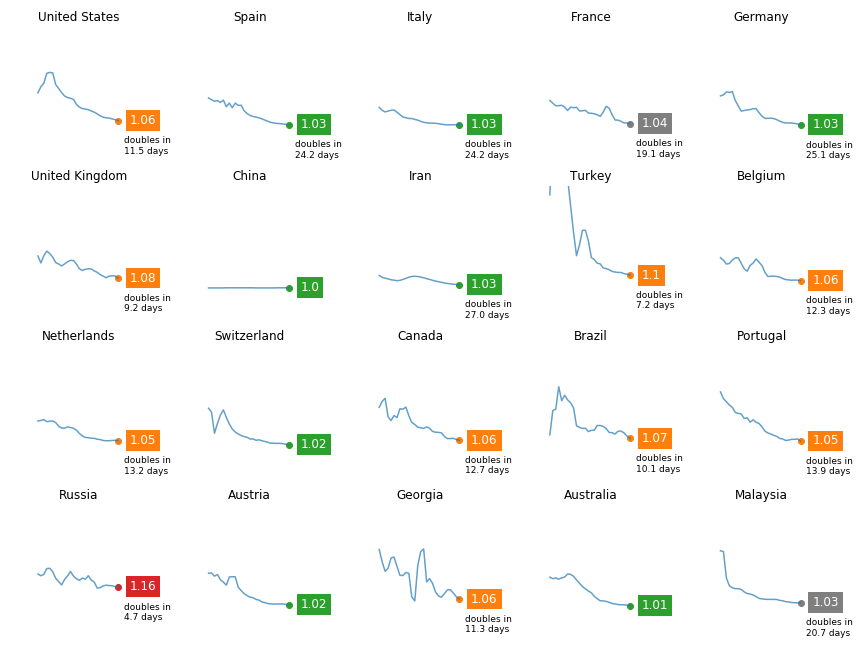 United States
Spain
Italy
France
Germany
1.06
1.03
1.03
1.04
1.03
doubles in
11.5 days
doubles in
24.2 days
doubles in
24.2 days
doubles in
19.1 days
doubles in
25.1 days
United Kingdom
China
Iran
Turkey
Belgium
1.08
1.0
1.03
1.1
1.06
doubles in
9.2 days
doubles in
27.0 days
doubles in
7.2 days
doubles in
12.3 days
Netherlands
Switzerland
Canada
Brazil
Portugal
1.05
1.02
1.06
1.07
1.05
doubles in
13.2 days
doubles in
12.7 days
doubles in
10.1 days
doubles in
13.9 days
Russia
Austria
Georgia
Australia
Malaysia
1.16
1.02
1.06
1.01
1.03
doubles in
4.7 days
doubles in
11.3 days
doubles in
20.7 days